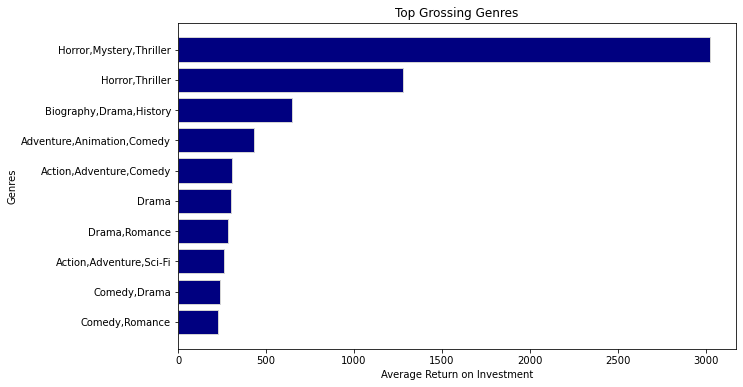 Top Grossing Genres
Genres
Horror,Mystery,Thriller
Horror,Thriller
Biography,Drama,History
Adventure,Animation,Comedy
Action,Adventure,Comedy
Drama
Drama,Romance
Action,Adventure,Sci-Fi
Comedy,Drama
Comedy,Romance
0 500 1000 1500 2000 2500 3000
Average Return on Investment